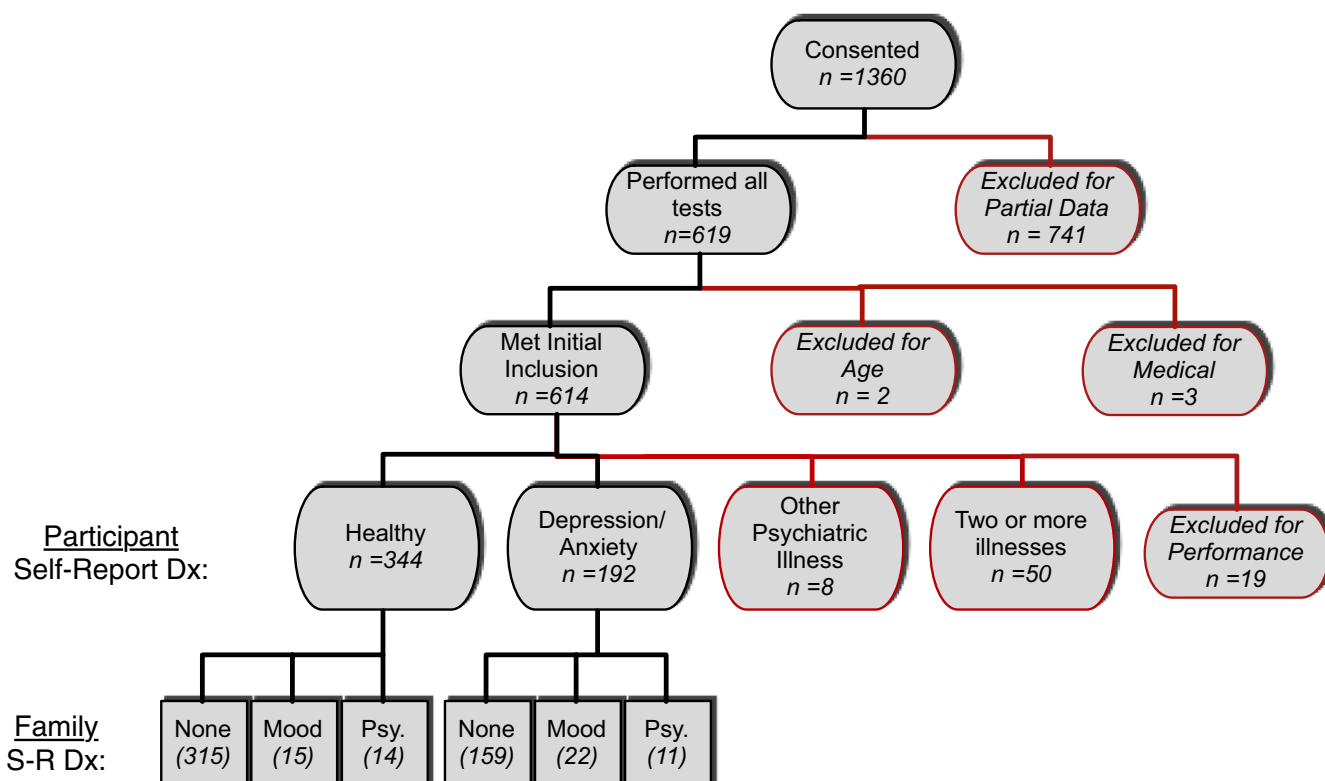 Consented
n =1360
Performed all
tests
n=619
Excluded for
Partial Data
n = 741
Met Initial
Inclusion
n =614
Excluded for
Age
n = 2
Excluded for
Medical
n =3
Participant
Self-Report Dx:
Healthy
n =344
Depression/
Anxiety
n =192
Other
Psychiatric
Illness
n =8
Two or more
illnesses
n =50
Excluded for
Performance
n =19
Family
S-R Dx:
None
(315)
Mood
(15)
Psy.
(14)
None
(159)
Mood
(22)
Psy.
(11)